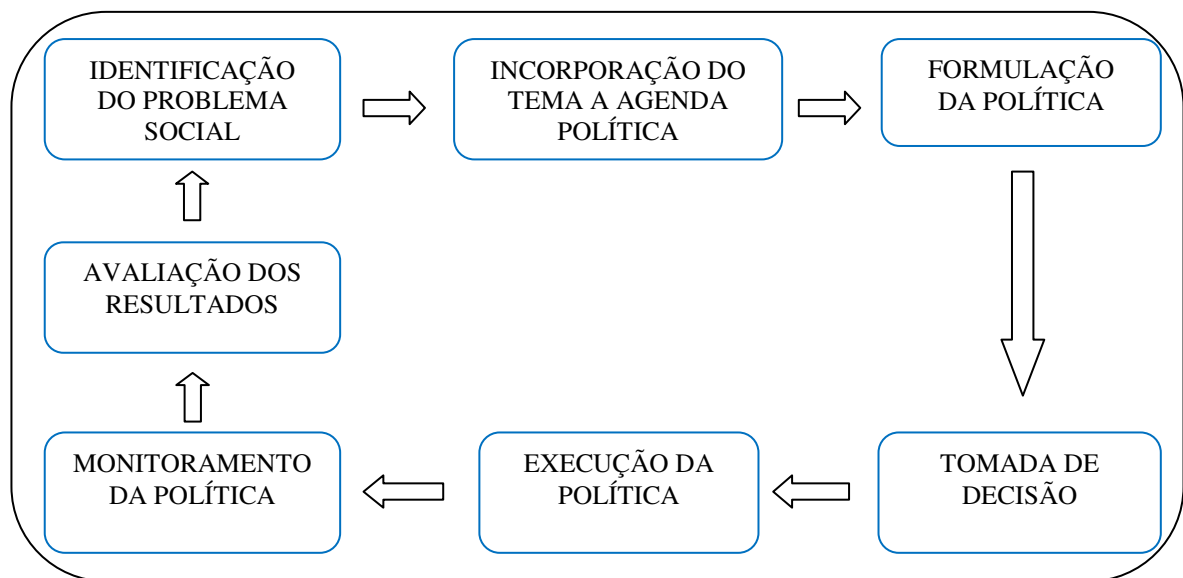 IDENTIFICAÇÃO
DO PROBLEMA
SOCIAL
INCORPORAÇÃO DO
TEMA A AGENDA
POLÍTICA
FORMULAÇÃO
DA POLÍTICA
AVALIAÇÃO DOS
RESULTADOS
MONITORAMENTO
DA POLÍTICA
EXECUÇÃO DA
POLÍTICA
TOMADA DE
DECISÃO